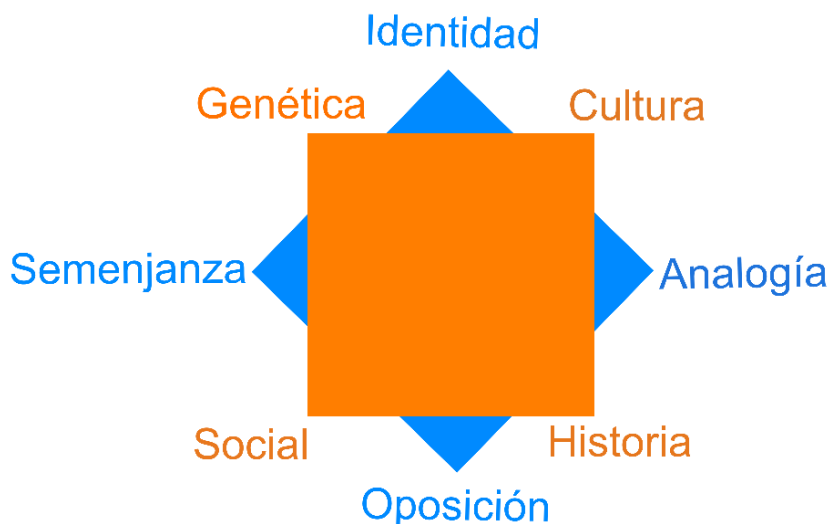 Identidad
Genética
Cultura
Semenjanza
Analogía
Social
Historia
Oposición